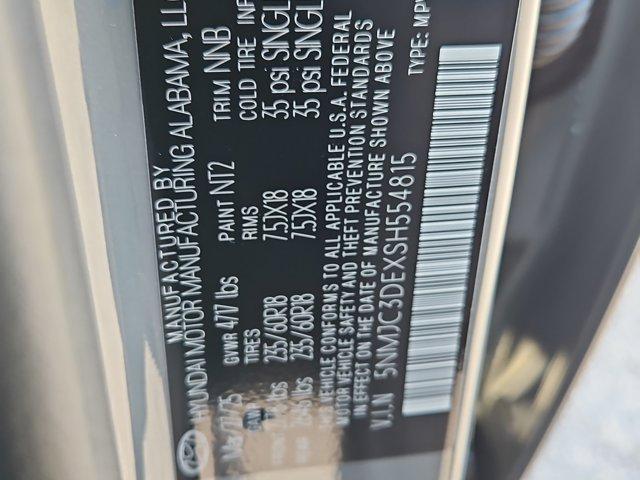 MANUFACTURED BY
HYUNDAI MOTOR MANUFACTURING ALABAMA, LLC
GVWR 4717 lbs PAINT NT2 TRIM NNB
TIRES RIMS COLD TIRE INF
235/60R18 7.5JX18 35 psi SINGL
lbs 235/60R18 7.5JX18 35 psi SINGL
THIS VEHICLE CONFORMS TO ALL APPLICABLE U.S.A. FEDERAL
MOTOR VEHICLE SAFETY AND THEFT PREVENTION STANDARDS
IN EFFECT ON THE DATE OF MANUFACTURE SHOWN ABOVE
V.I.N 5NMJC3DEXSH554815 TYPE: MPV